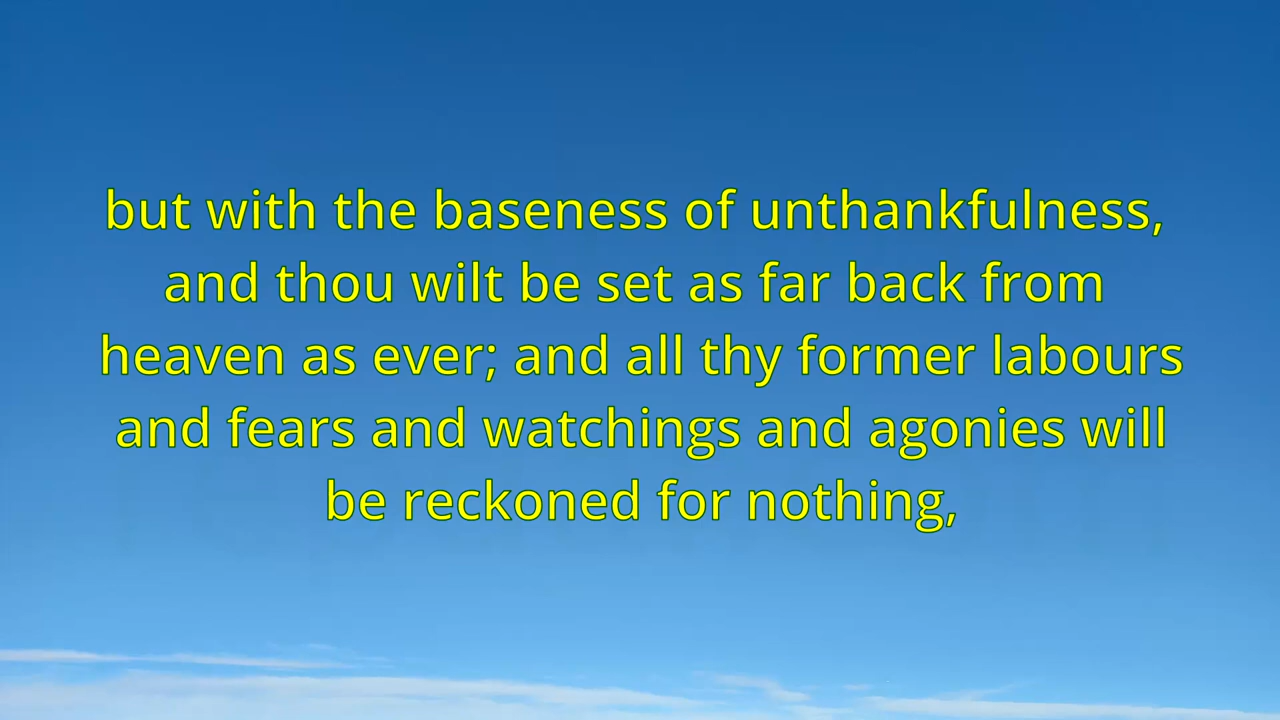 but with the baseness of unthankfulness,
and thou wilt be set as far back from
heaven as ever; and all thy former labours
and fears and watchings and agonies will
be reckoned for nothing,